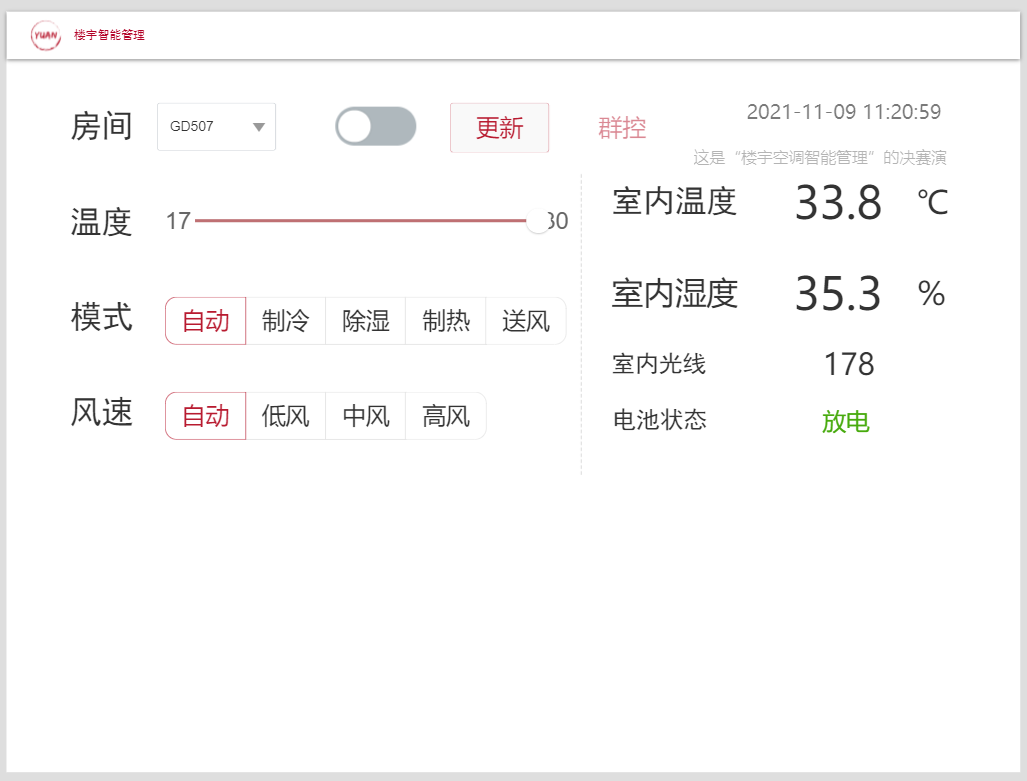 YUAN 楼宇智能管理
房间 GD507 更新 群控 2021-11-09 11:20:59
这是“楼宇空调智能管理”的决赛演
温度 17 30 室内温度 33.8 ℃
室内湿度 35.3 %
模式 自动 制冷 除湿 制热 送风
室内光线 178
风速 自动 低风 中风 高风 电池状态 放电